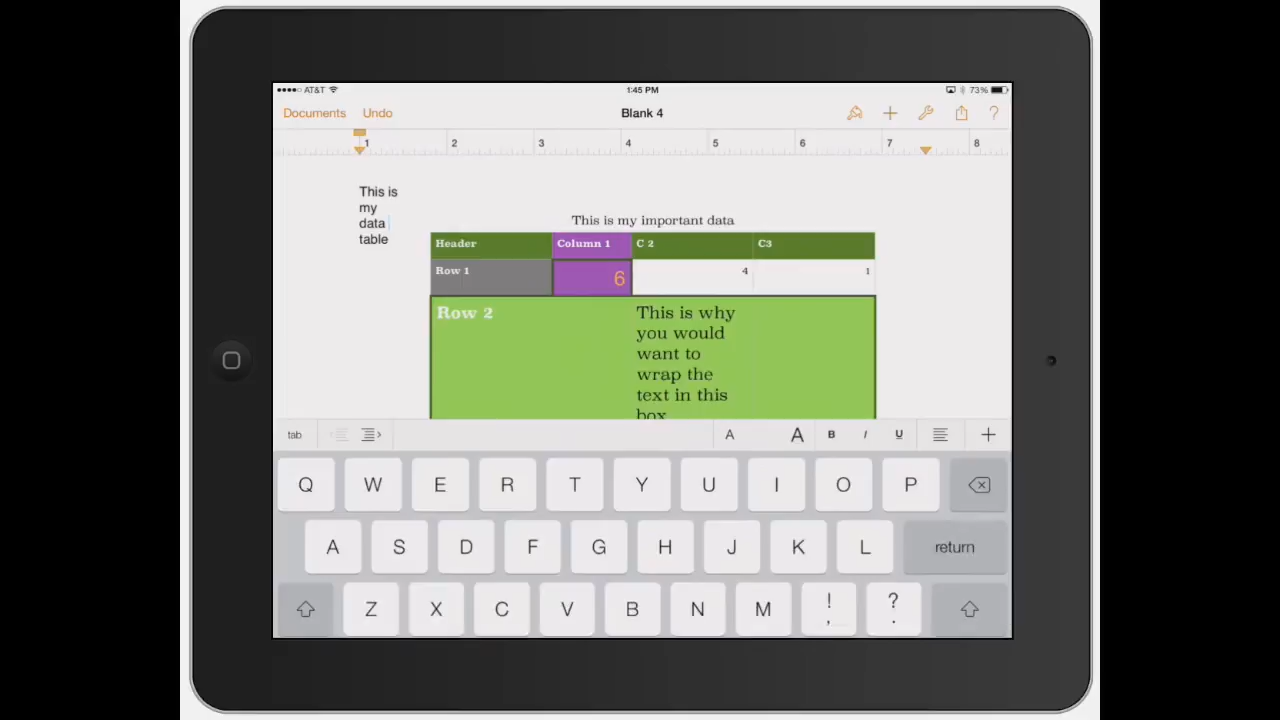 AT&T 1:45 PM 73%
Documents Undo Blank 4 ?
1 2 3 4 5 6 7 8
This is
my
data
table
This is my important data
Header Column 1 C 2 C3
Row 1 6 4 1
Row 2 This is why
you would
want to
wrap the
text in this
box
tab A A B I U
Q W E R T Y U I O P
A S D F G H J K L return
Z X C V B N M ! , ? .